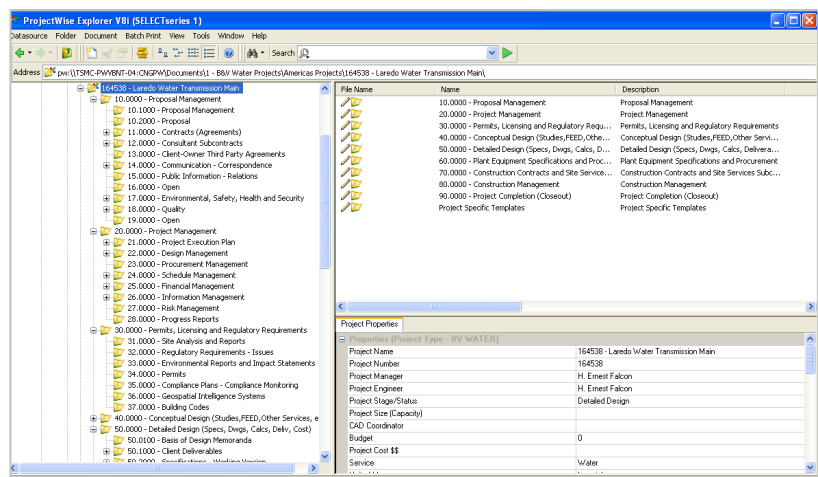 ProjectWise Explorer V8i (SELECTseries 1)
Datasource Folder Document Batch Print View Tools Window Help
Search
Address pw:\\TSMC-PWVBNT-04:CNGPW\Documents\1 - B&V Water Projects\Americas Projects\164538 - Laredo Water Transmission Main\
164538 - Laredo Water Transmission Main
10.0000 - Proposal Management
10.1000 - Proposal Management
10.2000 - Proposal
11.0000 - Contracts (Agreements)
12.0000 - Consultant Subcontracts
13.0000 - Client-Owner Third Party Agreements
14.0000 - Communication - Correspondence
15.0000 - Public Information - Relations
16.0000 - Open
17.0000 - Environmental, Safety, Health and Security
18.0000 - Quality
19.0000 - Open
20.0000 - Project Management
21.0000 - Project Execution Plan
22.0000 - Design Management
23.0000 - Procurement Management
24.0000 - Schedule Management
25.0000 - Financial Management
26.0000 - Information Management
27.0000 - Risk Management
28.0000 - Progress Reports
30.0000 - Permits, Licensing and Regulatory Requirements
31.0000 - Site Analysis and Reports
32.0000 - Regulatory Requirements - Issues
33.0000 - Environmental Reports and Impact Statements
34.0000 - Permits
35.0000 - Compliance Plans - Compliance Monitoring
36.0000 - Geospatial Intelligence Systems
37.0000 - Building Codes
40.0000 - Conceptual Design (Studies,FEED,Other Services, e
50.0000 - Detailed Design (Specs, Dwgs, Calcs, Deliv, Cost)
50.0100 - Basis of Design Memoranda
50.1000 - Client Deliverables
50.2000 - Specifications - Working Version
File Name Name Description
10.0000 - Proposal Management Proposal Management
20.0000 - Project Management Project Management
30.0000 - Permits, Licensing and Regulatory Requ... Permits, Licensing and Regulatory Requirements
40.0000 - Conceptual Design (Studies,FEED,Othe... Conceptual Design (Studies,FEED,Other Servi...
50.0000 - Detailed Design (Specs, Dwgs, Calcs, D... Detailed Design (Specs, Dwgs, Calcs, Delivera...
60.0000 - Plant Equipment Specifications and Proc... Plant Equipment Specifications and Procurement
70.0000 - Construction Contracts and Site Service... Construction Contracts and Site Services Subc...
80.0000 - Construction Management Construction Management
90.0000 - Project Completion (Closeout) Project Completion (Closeout)
Project Specific Templates Project Specific Templates
Project Properties
Properties (Project Type - BV WATER)
Project Name 164538 - Laredo Water Transmission Main
Project Number 164538
Project Manager H. Ernest Falcon
Project Engineer H. Ernest Falcon
Project Stage/Status Detailed Design
Project Size (Capacity)
CAD Coordinator
Budget 0
Project Cost $$
Service Water